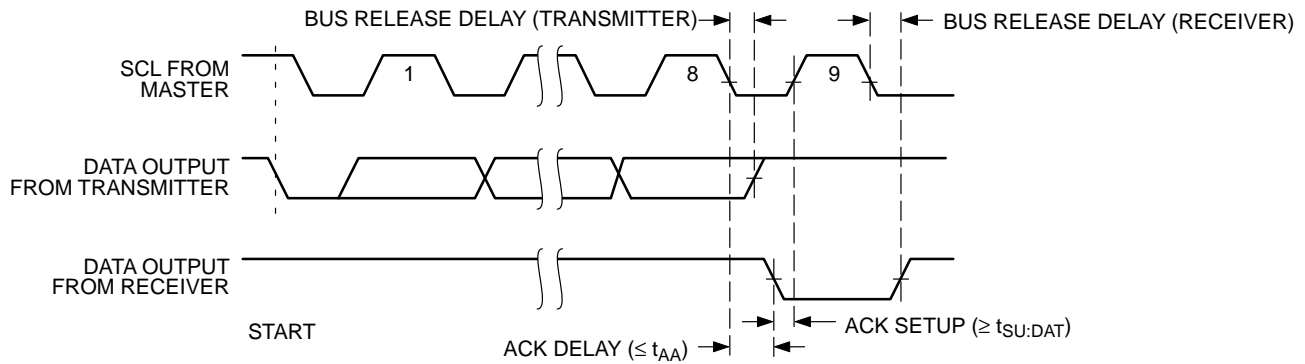 BUS RELEASE DELAY (TRANSMITTER)
BUS RELEASE DELAY (RECEIVER)
SCL FROM
MASTER
1
8
9
DATA OUTPUT
FROM TRANSMITTER
DATA OUTPUT
FROM RECEIVER
START
ACK SETUP (≥ tSU:DAT)
ACK DELAY (≤ tAA)